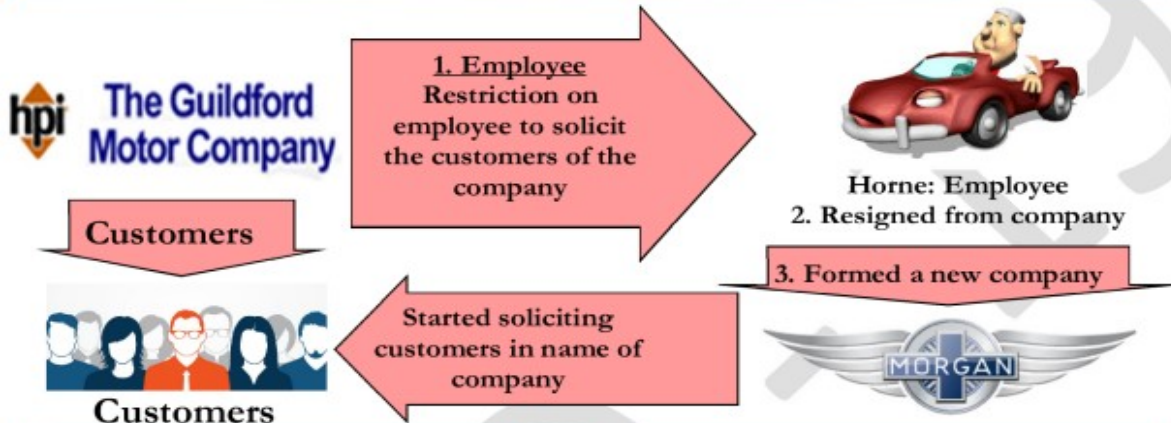 hpi
The Guildford
Motor Company
1. Employee
Restriction on
employee to solicit
the customers of the
company
Horne: Employee
2. Resigned from company
Customers
3. Formed a new company
Started soliciting
customers in name of
company
MORGAN
Customers